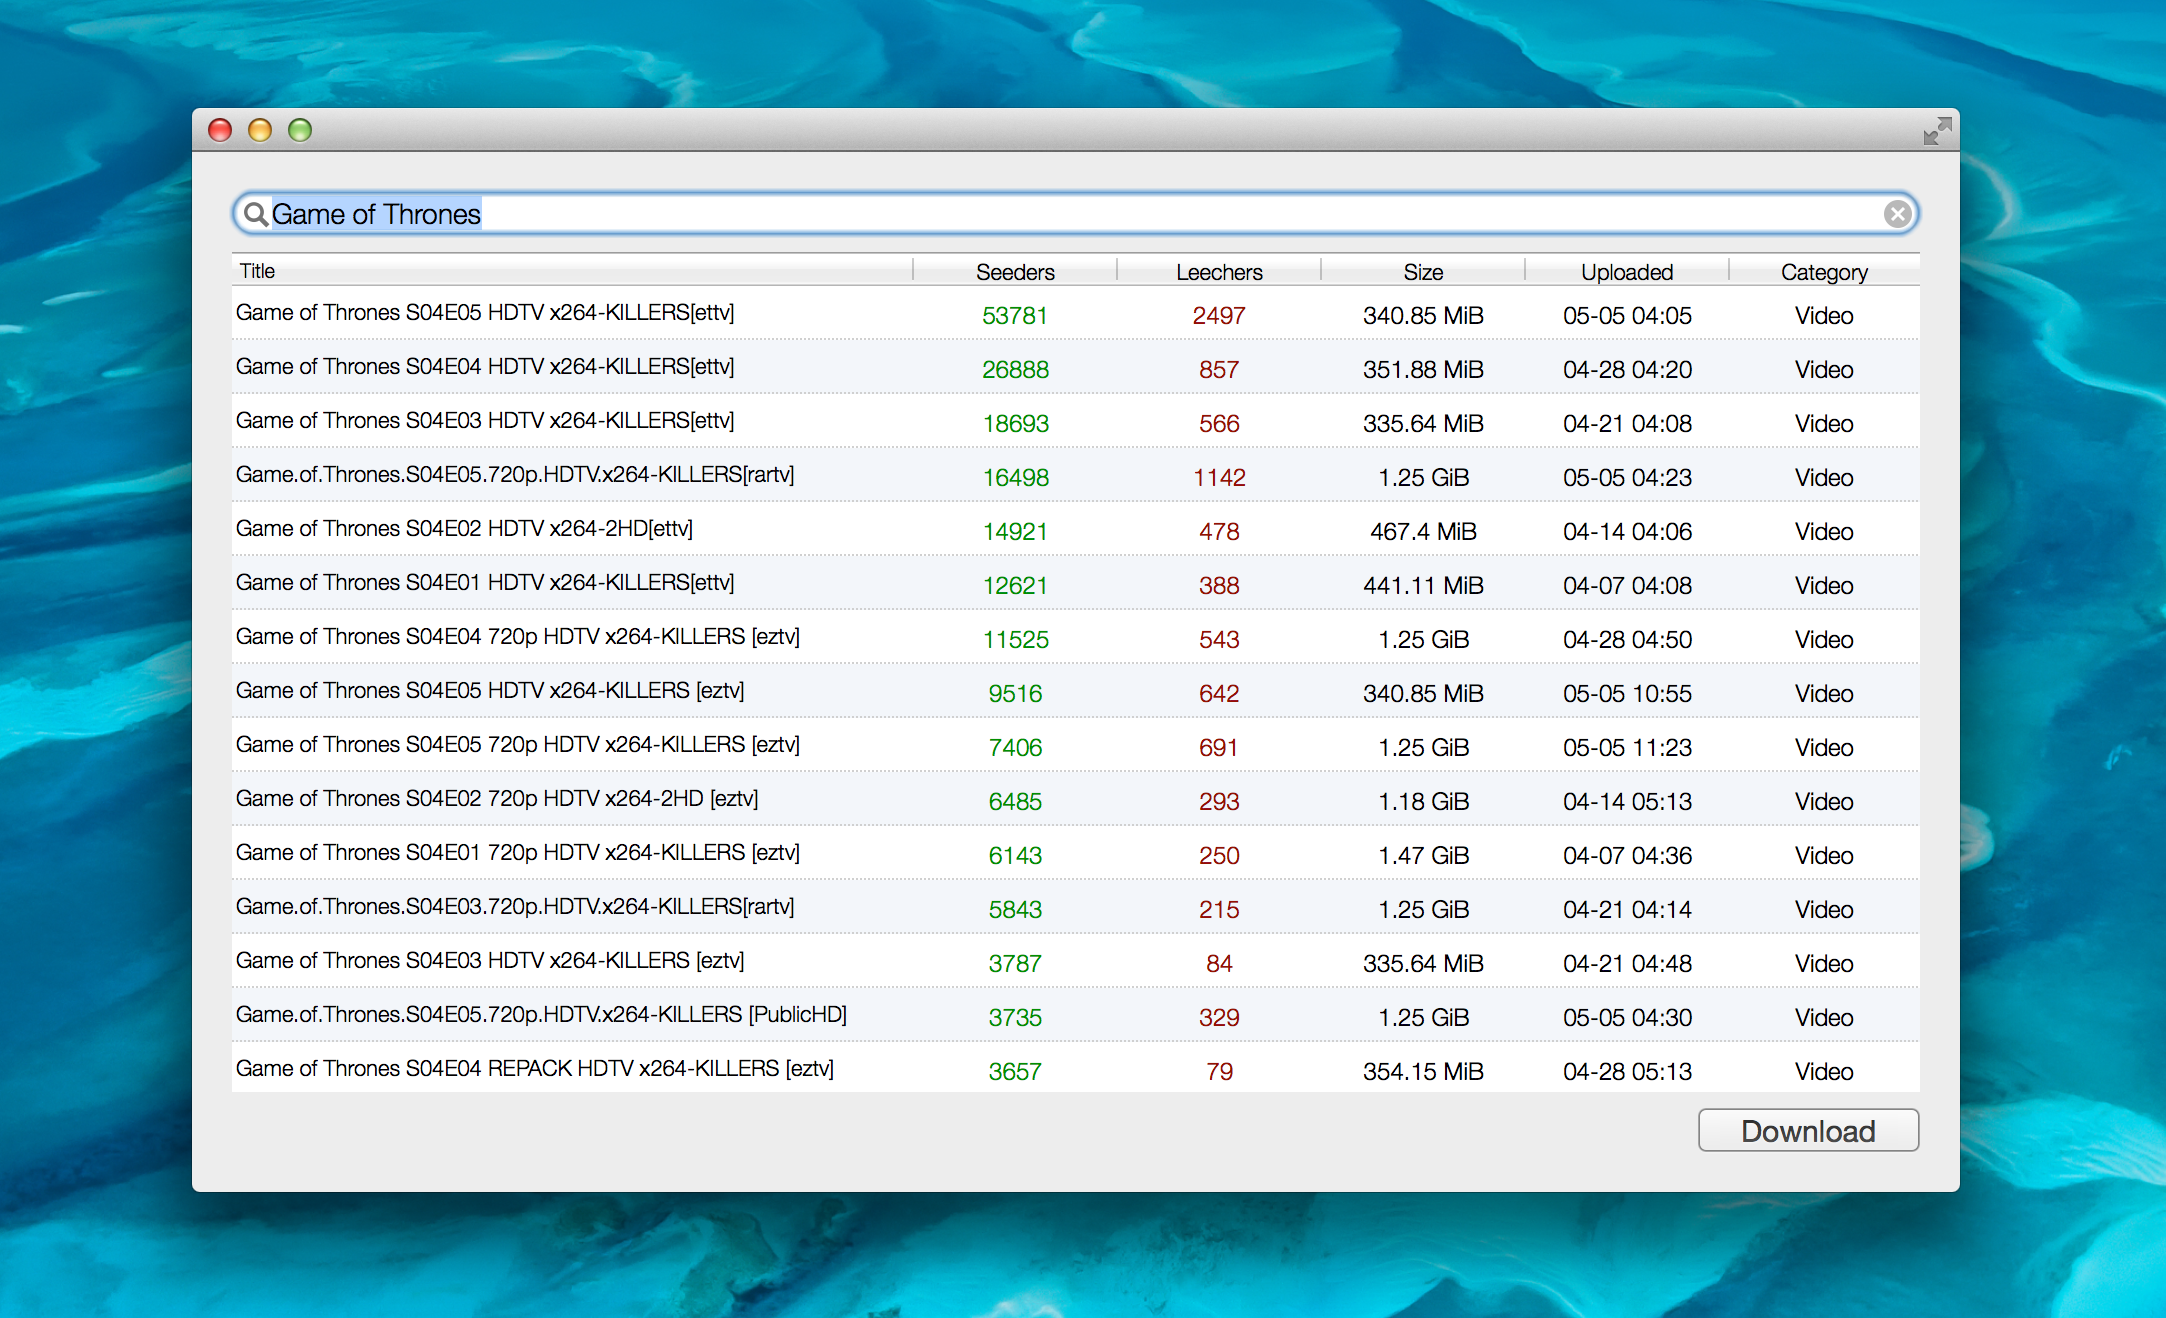 Game of Thrones
Title Seeders Leechers Size Uploaded Category
Game of Thrones S04E05 HDTV x264-KILLERS[ettv] 53781 2497 340.85 MiB 05-05 04:05 Video
Game of Thrones S04E04 HDTV x264-KILLERS[ettv] 26888 857 351.88 MiB 04-28 04:20 Video
Game of Thrones S04E03 HDTV x264-KILLERS[ettv] 18693 566 335.64 MiB 04-21 04:08 Video
Game.of.Thrones.S04E05.720p.HDTV.x264-KILLERS[rartv] 16498 1142 1.25 GiB 05-05 04:23 Video
Game of Thrones S04E02 HDTV x264-2HD[ettv] 14921 478 467.4 MiB 04-14 04:06 Video
Game of Thrones S04E01 HDTV x264-KILLERS[ettv] 12621 388 441.11 MiB 04-07 04:08 Video
Game of Thrones S04E04 720p HDTV x264-KILLERS [eztv] 11525 543 1.25 GiB 04-28 04:50 Video
Game of Thrones S04E05 HDTV x264-KILLERS [eztv] 9516 642 340.85 MiB 05-05 10:55 Video
Game of Thrones S04E05 720p HDTV x264-KILLERS [eztv] 7406 691 1.25 GiB 05-05 11:23 Video
Game of Thrones S04E02 720p HDTV x264-2HD [eztv] 6485 293 1.18 GiB 04-14 05:13 Video
Game of Thrones S04E01 720p HDTV x264-KILLERS [eztv] 6143 250 1.47 GiB 04-07 04:36 Video
Game.of.Thrones.S04E03.720p.HDTV.x264-KILLERS[rartv] 5843 215 1.25 GiB 04-21 04:14 Video
Game of Thrones S04E03 HDTV x264-KILLERS [eztv] 3787 84 335.64 MiB 04-21 04:48 Video
Game.of.Thrones.S04E05.720p.HDTV.x264-KILLERS [PublicHD] 3735 329 1.25 GiB 05-05 04:30 Video
Game of Thrones S04E04 REPACK HDTV x264-KILLERS [eztv] 3657 79 354.15 MiB 04-28 05:13 Video
Download